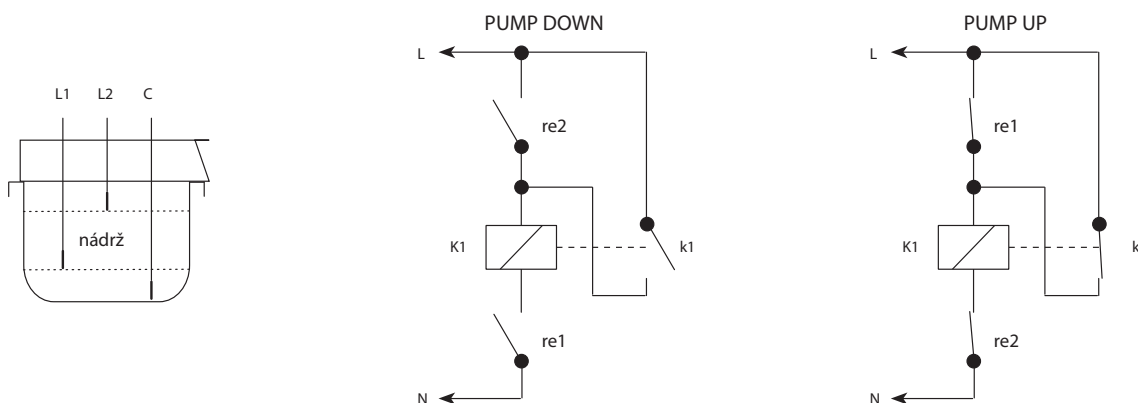 L1 L2 C
nádrž
PUMP DOWN
L
re2
K1
k1
re1
N
PUMP UP
L
re1
K1
k
re2
N